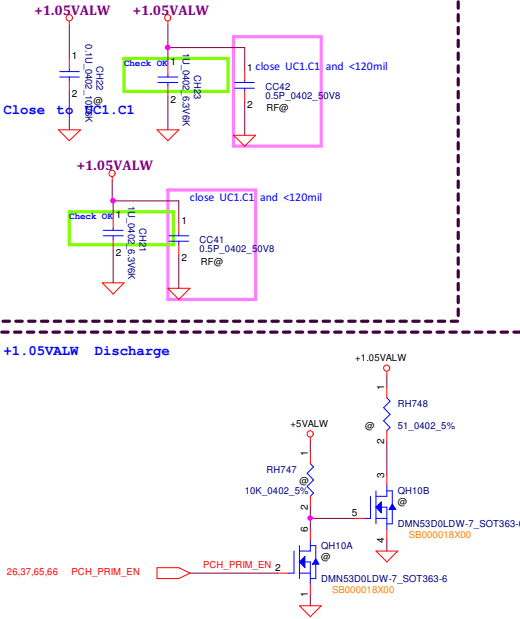 +1.05VALW
+1.05VALW
1
2
CH22
0.1U_0402_10V6K
@
Check OK
1
2
CH23
1U_0402_6.3V6K
close UC1.C1 and <120mil
1
2
CC42
0.5P_0402_50V8
RF@
Close to UC1.C1
+1.05VALW
Check OK
1
2
CH21
1U_0402_6.3V6K
close UC1.C1 and <120mil
1
2
CC41
0.5P_0402_50V8
RF@
+1.05VALW Discharge
+1.05VALW
1
RH748
@
51_0402_5%
2
+5VALW
1
RH747
@
10K_0402_5%
2
3
QH10B
@
5
DMN53D0LDW-7_SOT363-6
SB000018X00
4
6
QH10A
@
26,37,65.66 PCH_PRIM_EN
PCH_PRIM_EN
2
DMN53D0LDW-7_SOT363-6
SB000018X00
1